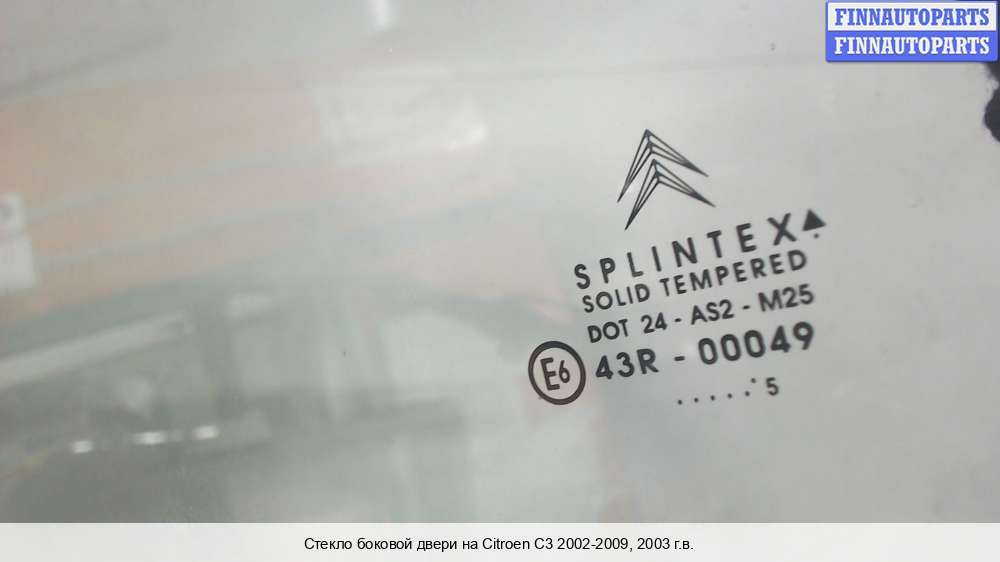 FINNAUTOPARTS
FINNAUTOPARTS
SPLINTEX
SOLID TEMPERED
DOT 24 - AS2 - M25
E6 43R - 00049
. . . . . . 5
Стекло боковой двери на Citroen C3 2002-2009, 2003 г.в.